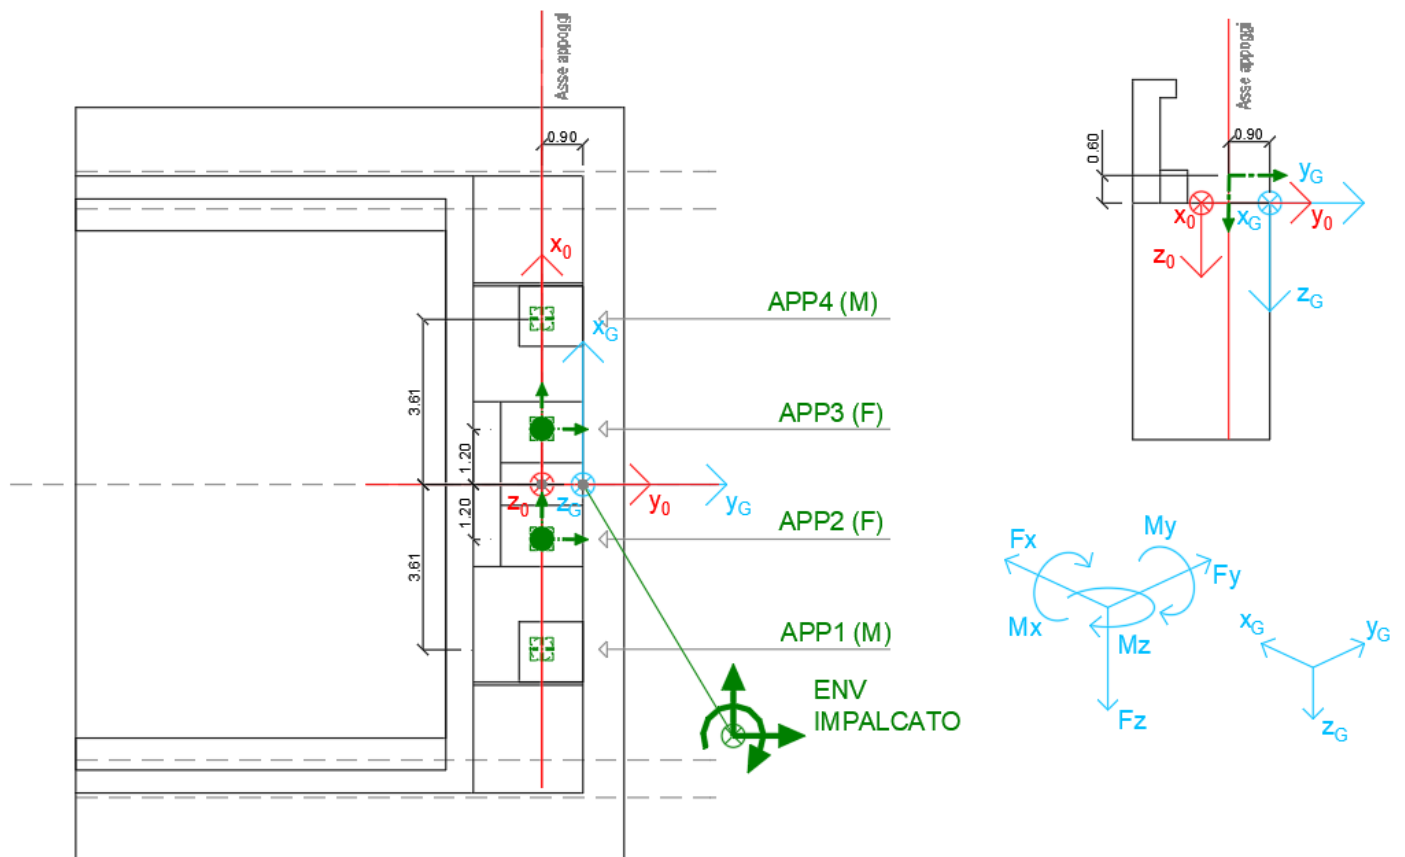 Asse appoggi
0.90
x0
APP4 (M)
xG
3.61
APP3 (F)
1.20
z0
zG
y0
yG
1.20
APP2 (F)
3.61
APP1 (M)
ENV
IMPALCATO
Asse appoggi
0.90
0.60
yG
x0
xG
y0
z0
zG
Fx
My
Fy
Mx
Mz
Fz
xG
yG
zG